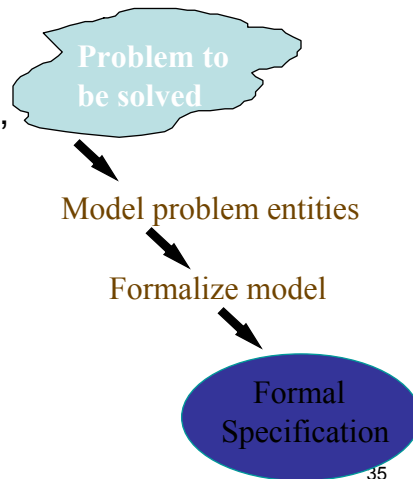 Problem to
be solved
,
Model problem entities
Formalize model
Formal
Specification
35